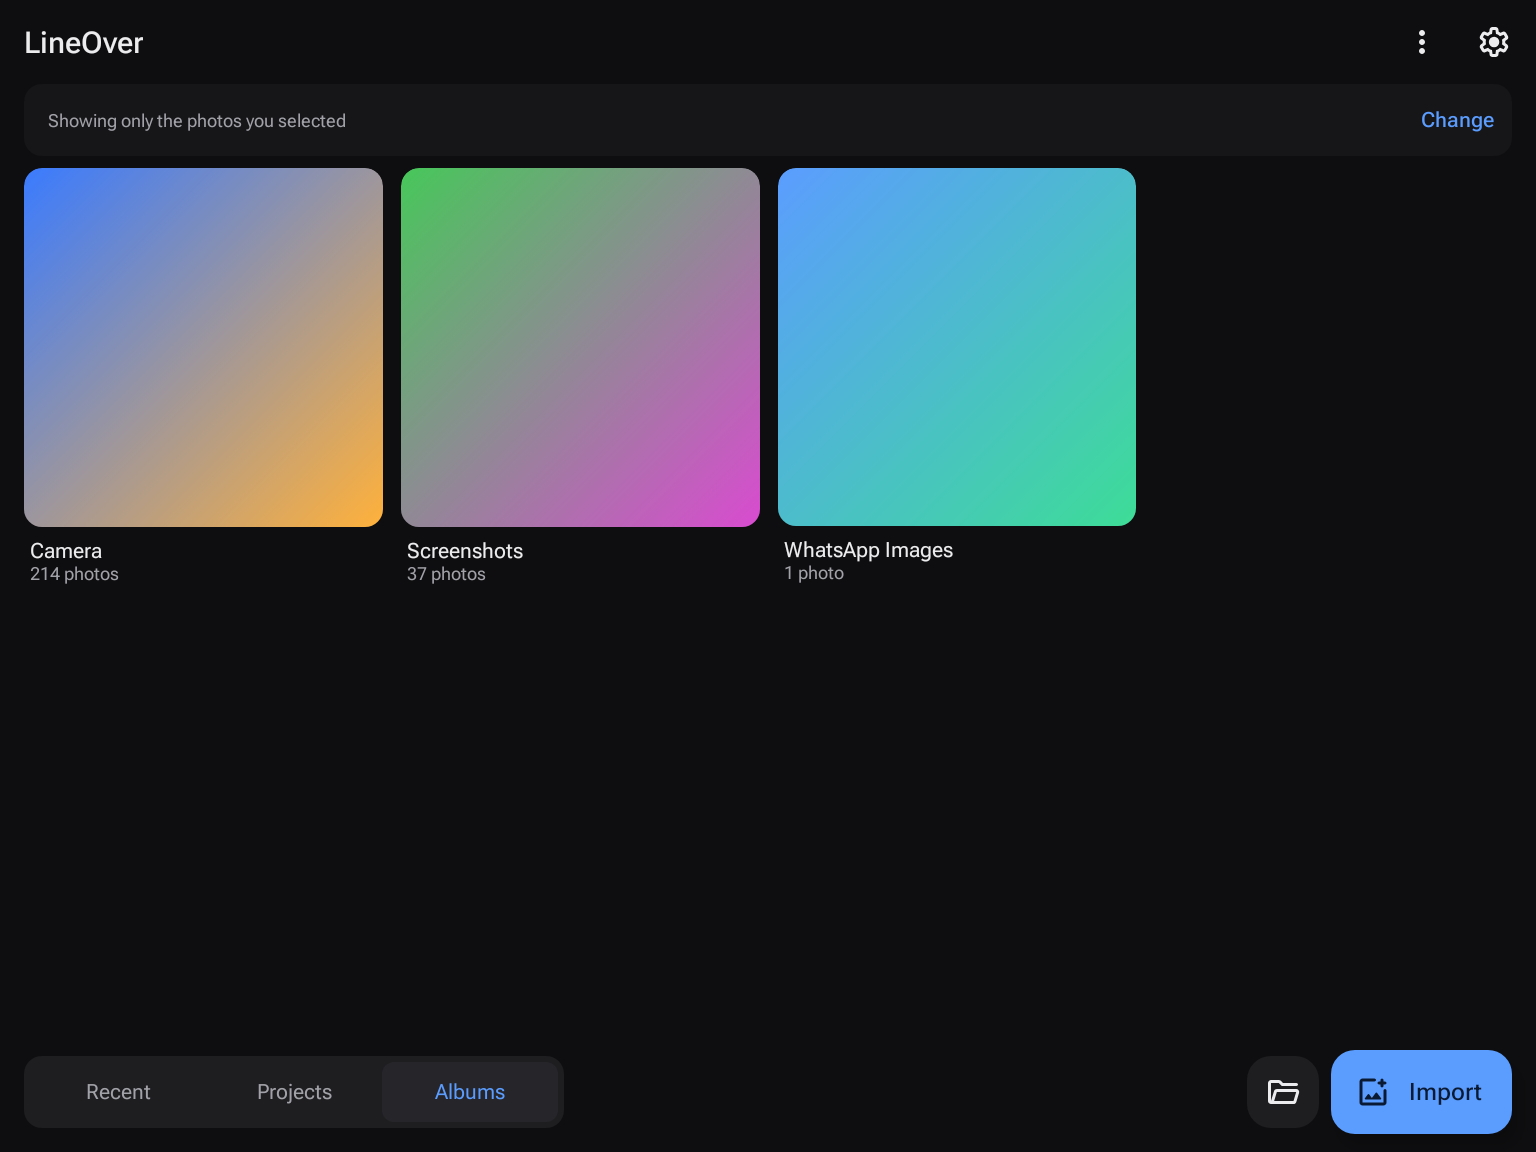 LineOver
Showing only the photos you selected
Change
Camera
214 photos
Screenshots
37 photos
WhatsApp Images
1 photo
Recent
Projects
Albums
Import